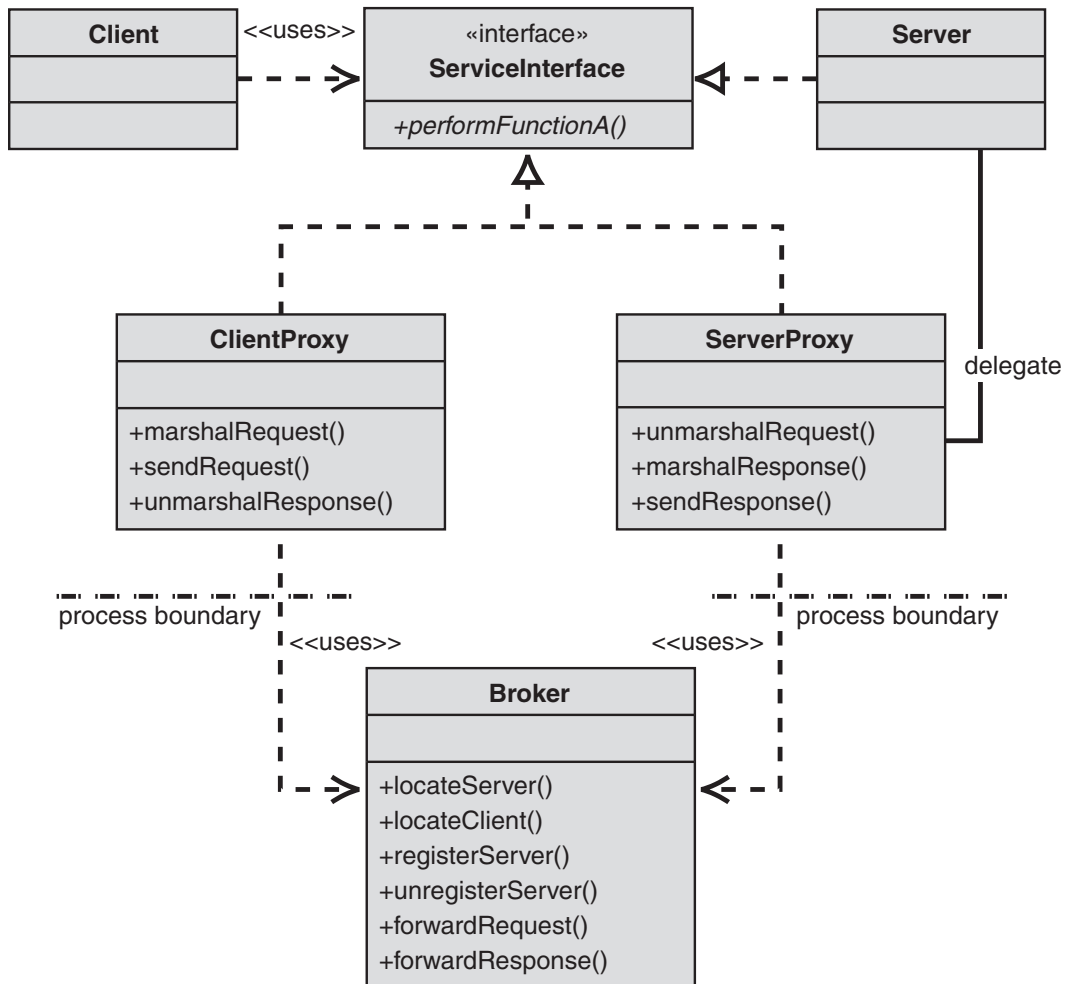 Client
<<uses>>
«interface»
ServiceInterface
+performFunctionA()
Server
ClientProxy
+marshalRequest()
+sendRequest()
+unmarshalResponse()
ServerProxy
+unmarshalRequest()
+marshalResponse()
+sendResponse()
delegate
process boundary
process boundary
<<uses>>
<<uses>>
Broker
+locateServer()
+locateClient()
+registerServer()
+unregisterServer()
+forwardRequest()
+forwardResponse()